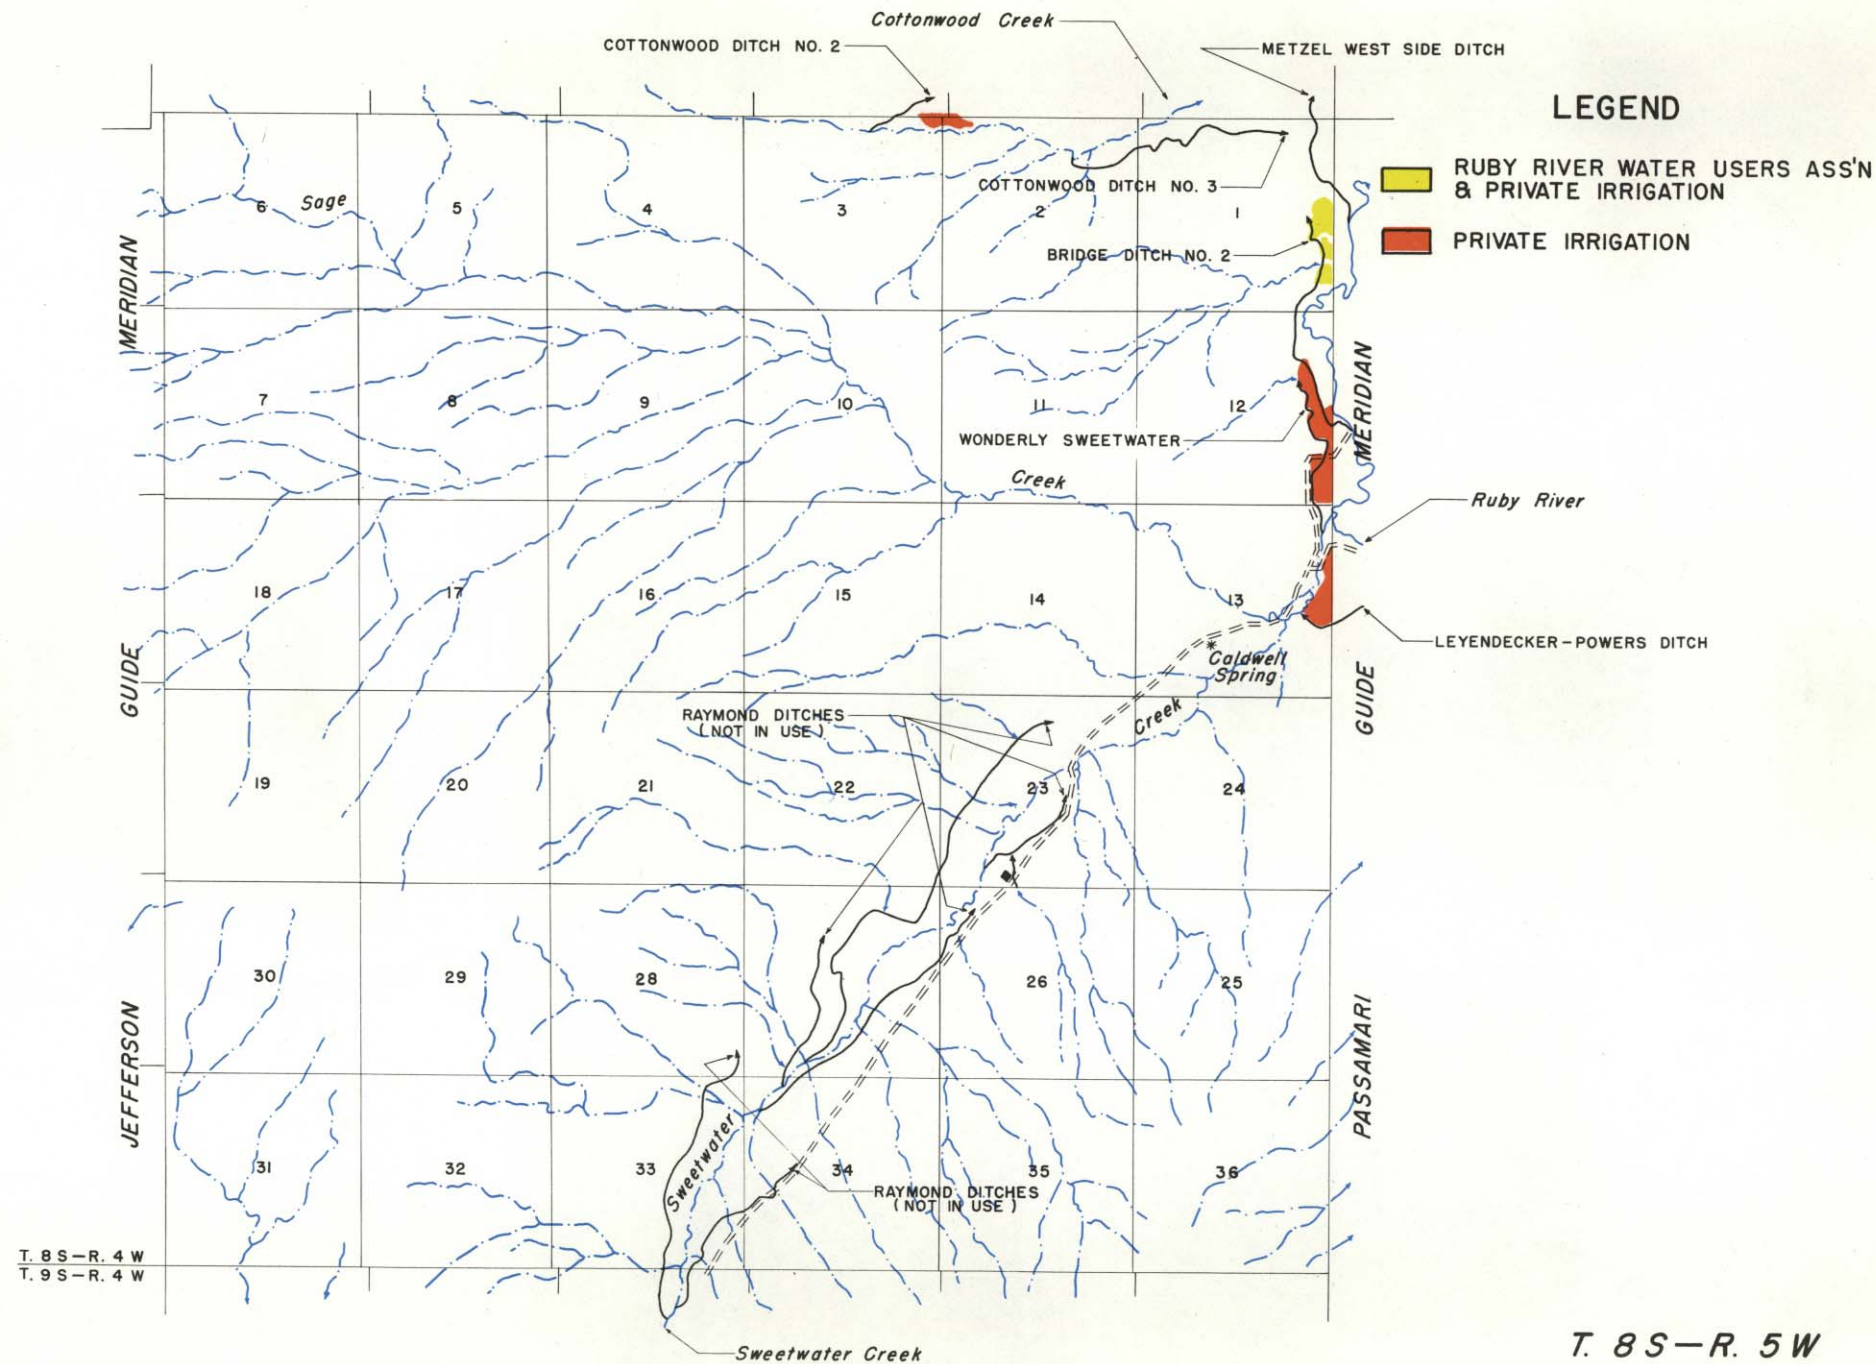 Cottonwood Creek
COTTONWOOD DITCH NO. 2
METZEL WEST SIDE DITCH
LEGEND
RUBY RIVER WATER USERS ASS'N
& PRIVATE IRRIGATION
PRIVATE IRRIGATION
COTTONWOOD DITCH NO. 3
6 Sage 5 4 3 2 1
BRIDGE DITCH NO. 2
MERIDIAN
MERIDIAN
7 8 9 10 11 12
WONDERLY SWEETWATER
Creek
Ruby River
18 17 16 15 14 13
LEYENDECKER-POWERS DITCH
Caldwell
Spring
GUIDE
GUIDE
RAYMOND DITCHES
(NOT IN USE)
Creek
19 20 21 22 23 24
30 29 28 26 25
JEFFERSON
PASSAMARI
Sweetwater
31 32 33 34 35 36
RAYMOND DITCHES
(NOT IN USE)
T. 8 S-R. 4 W
T. 9 S-R. 4 W
Sweetwater Creek
T. 8 S-R. 5 W